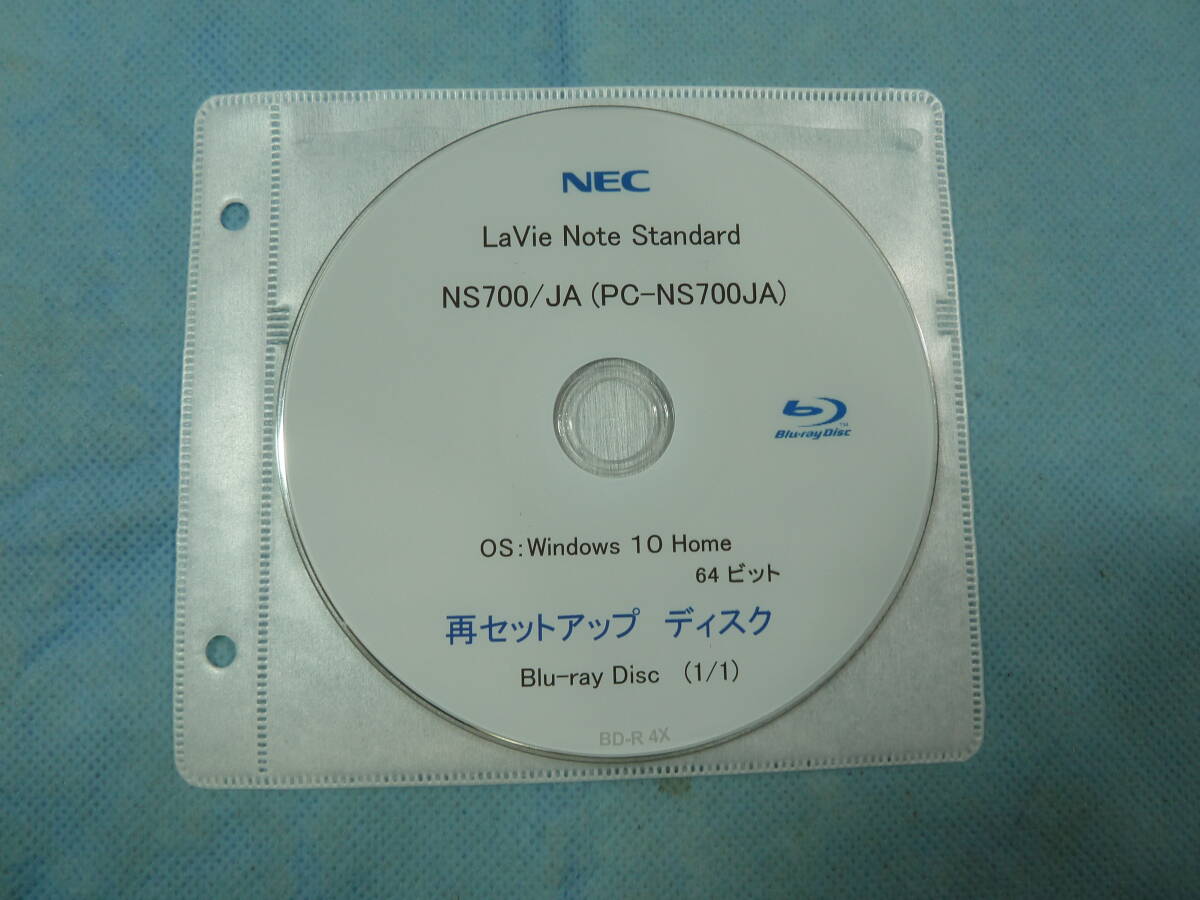 NEC
LaVie Note Standard
NS700/JA (PC-NS700JA)
Blu-ray Disc™
OS:Windows 10 Home
64 ビット
再セットアップ ディスク
Blu-ray Disc (1/1)
BD-R 4X